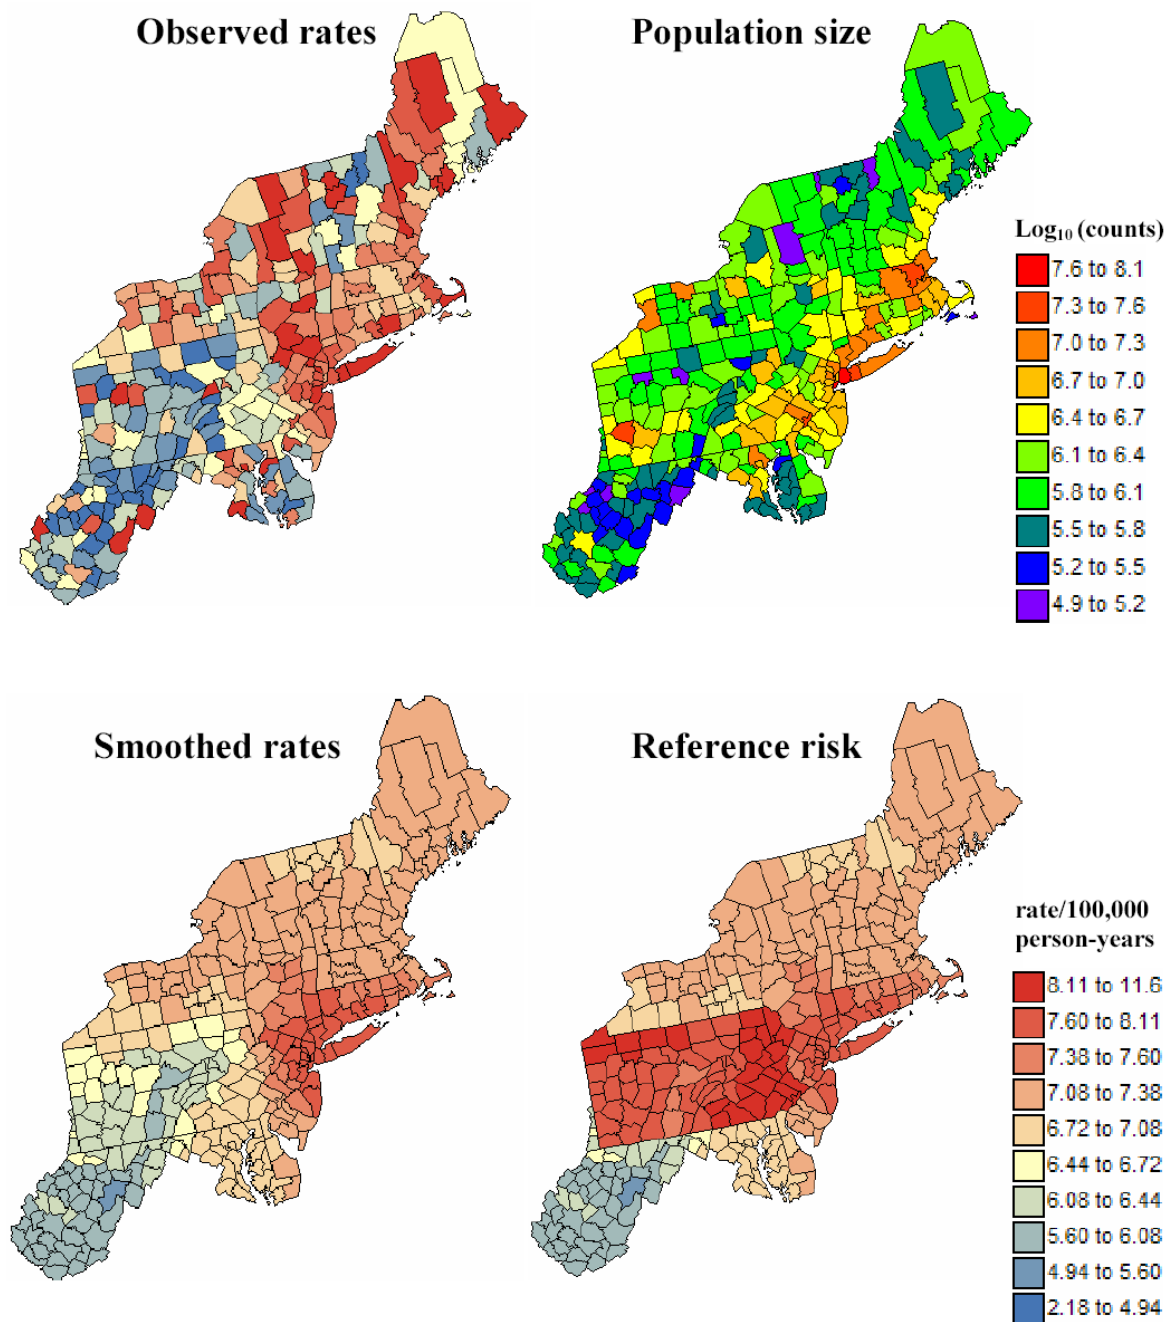 Observed rates
Population size
Log₁₀ (counts)
7.6 to 8.1
7.3 to 7.6
7.0 to 7.3
6.7 to 7.0
6.4 to 6.7
6.1 to 6.4
5.8 to 6.1
5.5 to 5.8
5.2 to 5.5
4.9 to 5.2
Smoothed rates
Reference risk
rate/100,000
person-years
8.11 to 11.6
7.60 to 8.11
7.38 to 7.60
7.08 to 7.38
6.72 to 7.08
6.44 to 6.72
6.08 to 6.44
5.60 to 6.08
4.94 to 5.60
2.18 to 4.94